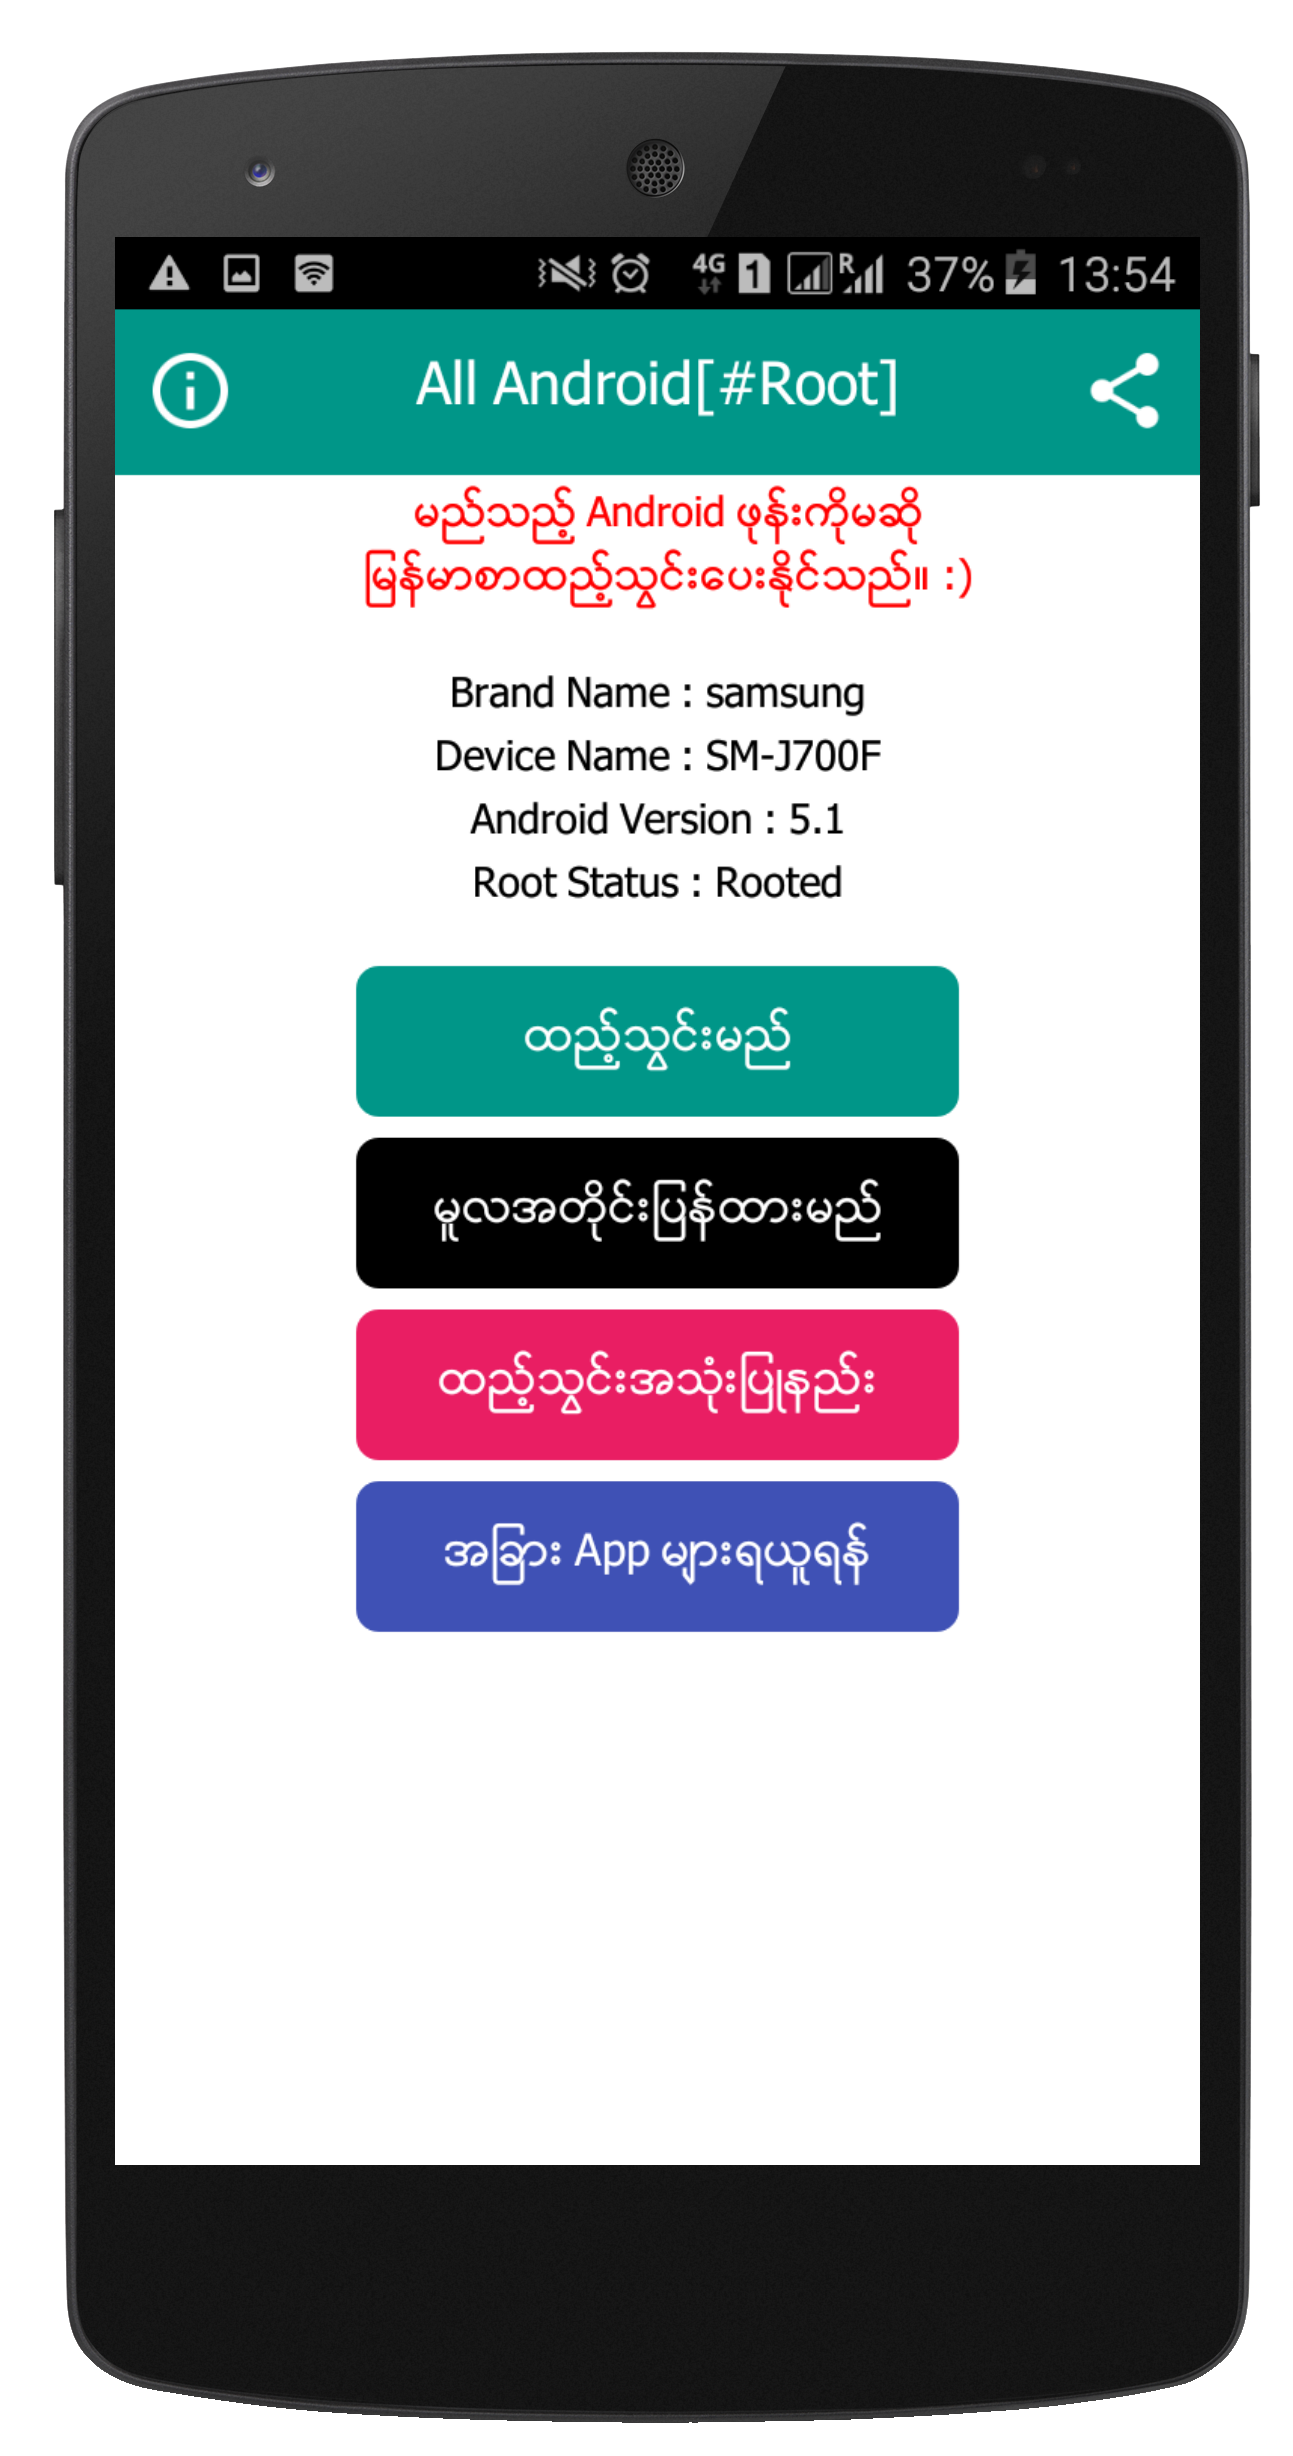 4G 1 R 37% 13:54
All Android[#Root]
မည်သည့် Android ဖုန်းကိုမဆို
မြန်မာစာထည့်သွင်းပေးနိုင်သည်။ :)
Brand Name : samsung
Device Name : SM-J700F
Android Version : 5.1
Root Status : Rooted
ထည့်သွင်းမည်
မူလအတိုင်းပြန်ထားမည်
ထည့်သွင်းအသုံးပြုနည်း
အခြား App များရယူရန်